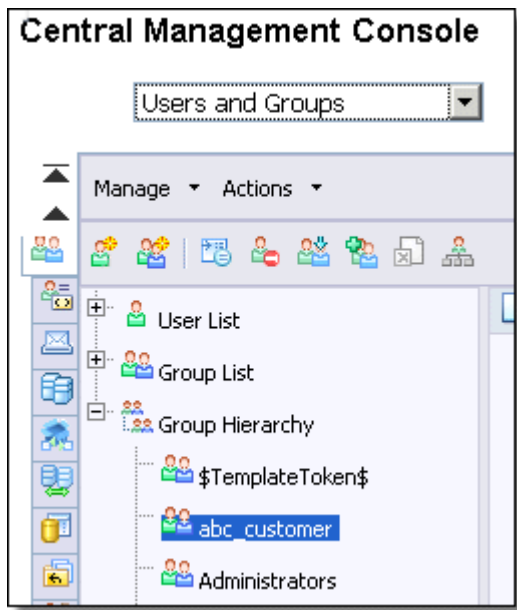 Central Management Console
Users and Groups
Manage Actions
User List
Group List
Group Hierarchy
$TemplateToken$
abc_customer
Administrators